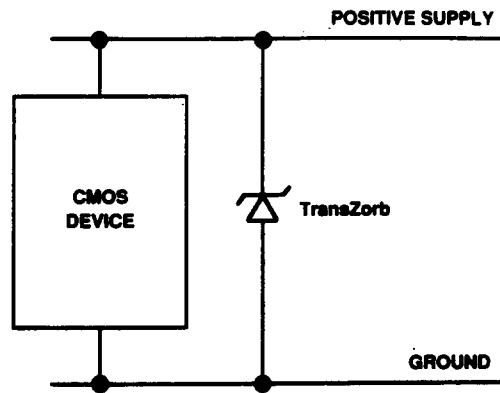 POSITIVE SUPPLY
CMOS
DEVICE
TransZorb
GROUND